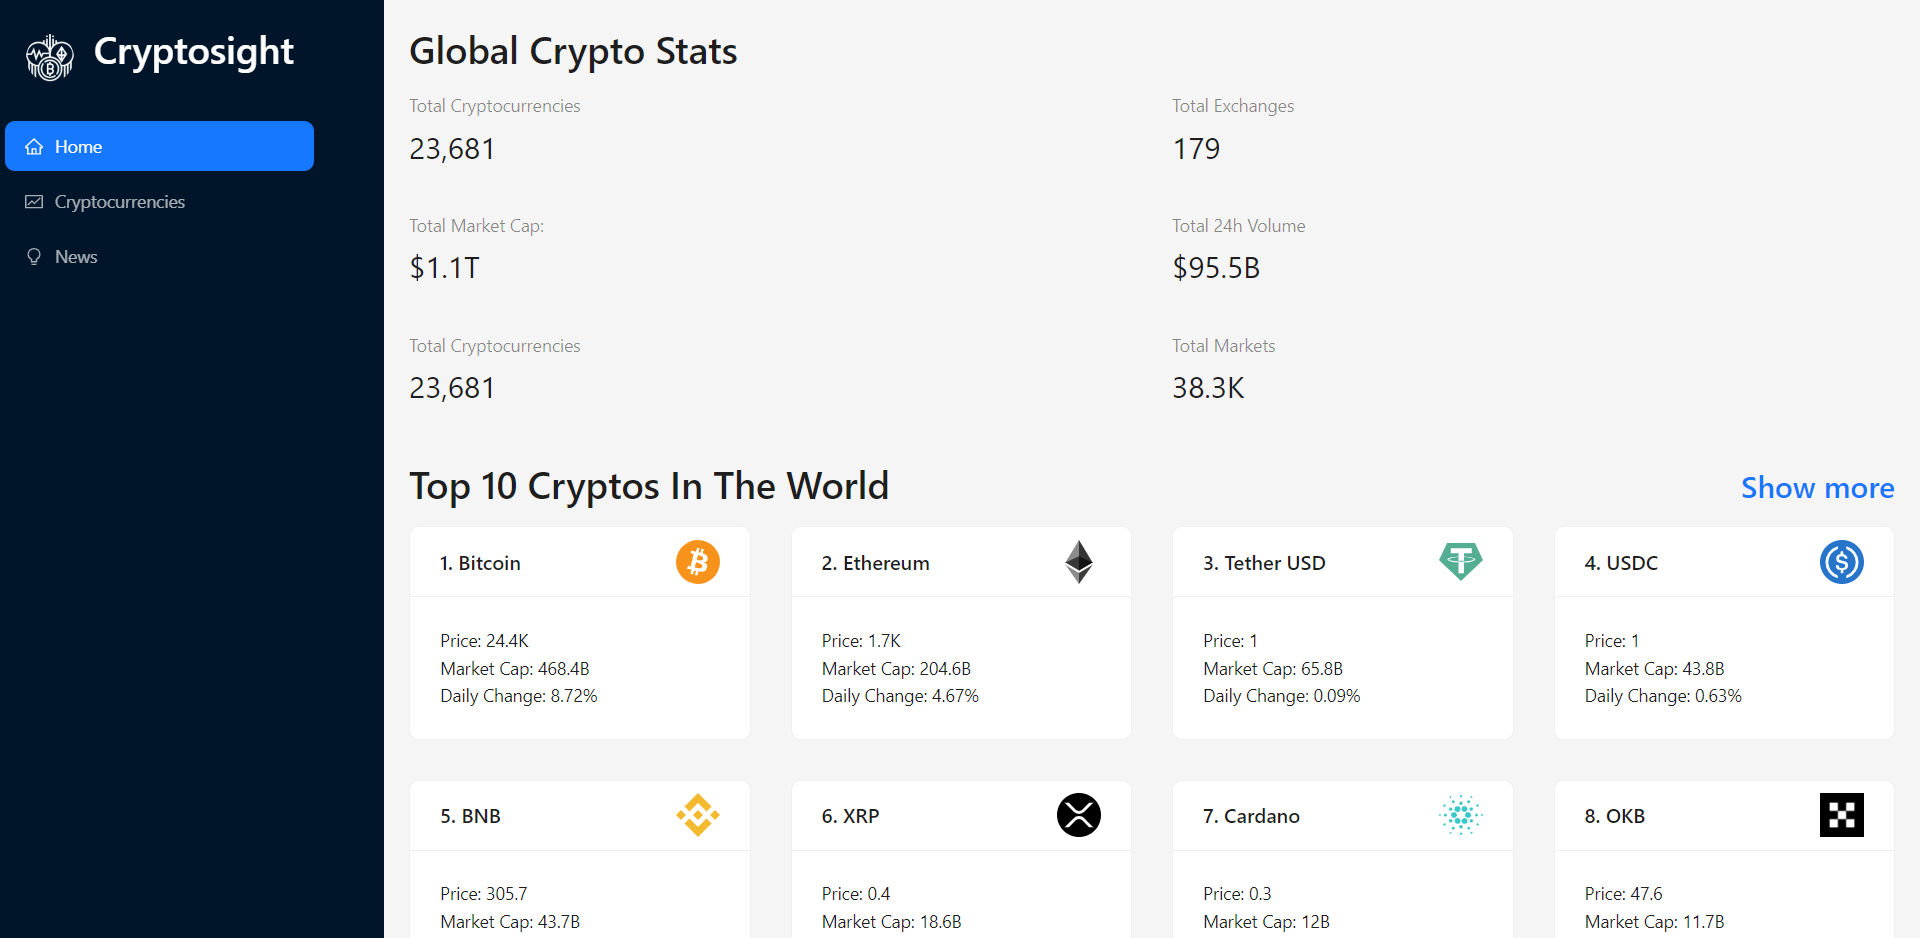 Cryptosight
Home
Cryptocurrencies
News
Global Crypto Stats
Total Cryptocurrencies
23,681
Total Exchanges
179
Total Market Cap:
$1.1T
Total 24h Volume
$95.5B
Total Cryptocurrencies
23,681
Total Markets
38.3K
Top 10 Cryptos In The World
Show more
1. Bitcoin
Price: 24.4K
Market Cap: 468.4B
Daily Change: 8.72%
2. Ethereum
Price: 1.7K
Market Cap: 204.6B
Daily Change: 4.67%
3. Tether USD
Price: 1
Market Cap: 65.8B
Daily Change: 0.09%
4. USDC
Price: 1
Market Cap: 43.8B
Daily Change: 0.63%
5. BNB
Price: 305.7
Market Cap: 43.7B
6. XRP
Price: 0.4
Market Cap: 18.6B
7. Cardano
Price: 0.3
Market Cap: 12B
8. OKB
Price: 47.6
Market Cap: 11.7B